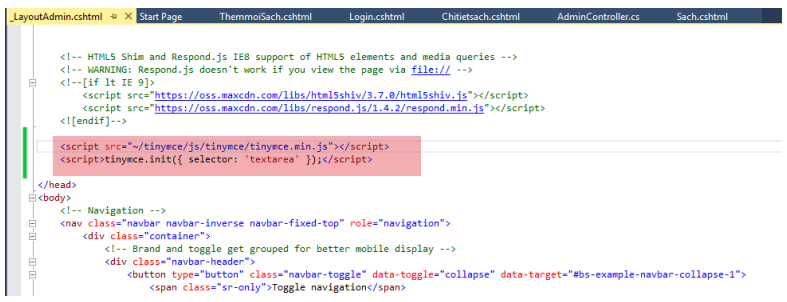 _LayoutAdmin.cshtml Start Page ThemmoiSach.cshtml Login.cshtml Chitietsach.cshtml AdminController.cs Sach.cshtml
<!-- HTML5 Shim and Respond.js IE8 support of HTML5 elements and media queries -->
<!-- WARNING: Respond.js doesn't work if you view the page via file:// -->
<!--[if lt IE 9]>
<script src="https://oss.maxcdn.com/libs/html5shiv/3.7.0/html5shiv.js"></script>
<script src="https://oss.maxcdn.com/libs/respond.js/1.4.2/respond.min.js"></script>
<![endif]-->
<script src="~/tinymce/js/tinymce/tinymce.min.js"></script>
<script>tinymce.init({ selector: 'textarea' });</script>
</head>
<body>
<!-- Navigation -->
<nav class="navbar navbar-inverse navbar-fixed-top" role="navigation">
<div class="container">
<!-- Brand and toggle get grouped for better mobile display -->
<div class="navbar-header">
<button type="button" class="navbar-toggle" data-toggle="collapse" data-target="#bs-example-navbar-collapse-1">
<span class="sr-only">Toggle navigation</span>